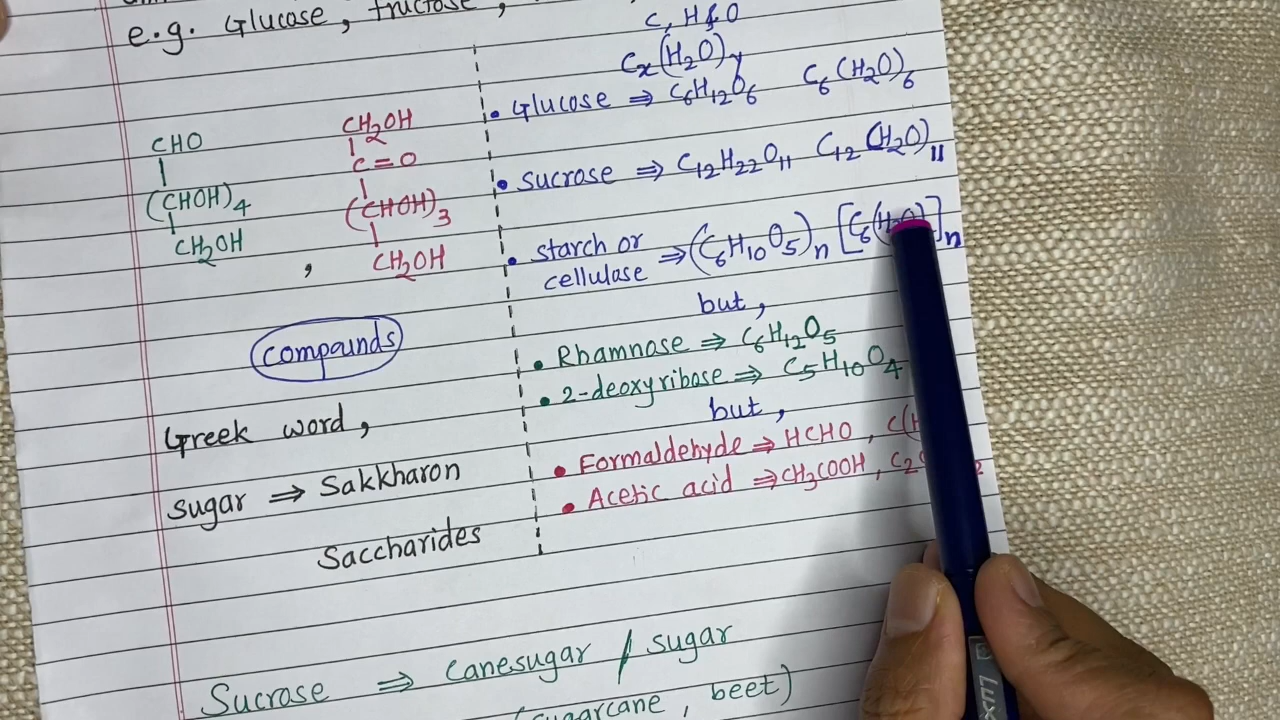 e.g. Glucose, fructose,
CHO
|
(CHOH)4
|
CH2OH
,
CH2OH
|
C=O
|
(CHOH)3
|
CH2OH
compounds
Greek word,
sugar ⇒ Sakkharon
Saccharides
C, H & O
Cx(H2O)y
• Glucose ⇒ C6H12O6 C6(H2O)6
• sucrose ⇒ C12H22O11 C12(H2O)11
• starch or
cellulase ⇒ (C6H10O5)n [C6(H2O)]n
but,
• Rhamnose ⇒ C6H12O5
• 2-deoxyribose ⇒ C5H10O4
but,
• Formaldehyde ⇒ HCHO, C(H
• Acetic acid ⇒ CH3COOH, C2
Sucrose ⇒ canesugar / sugar
(sugarcane, beet)
LUX